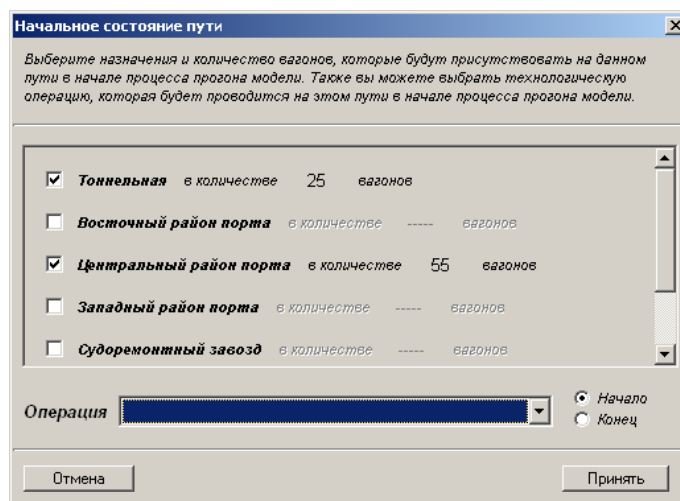 Начальное состояние пути
Выберите назначения и количество вагонов, которые будут присутствовать на данном
пути в начале процесса прогона модели. Также вы можете выбрать технологическую
операцию, которая будет проводится на этом пути в начале процесса прогона модели.
Тоннельная в количестве 25 вагонов
Восточный район порта в количестве ----- вагонов
Центральный район порта в количестве 55 вагонов
Западный район порта в количестве ----- вагонов
Судоремонтный завозд в количестве ----- вагонов
Операция
Начало
Конец
Отмена Принять